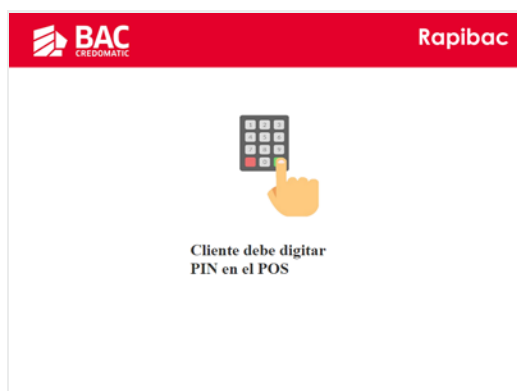 BAC
CREDOMATIC
Rapibac
Cliente debe digitar
PIN en el POS